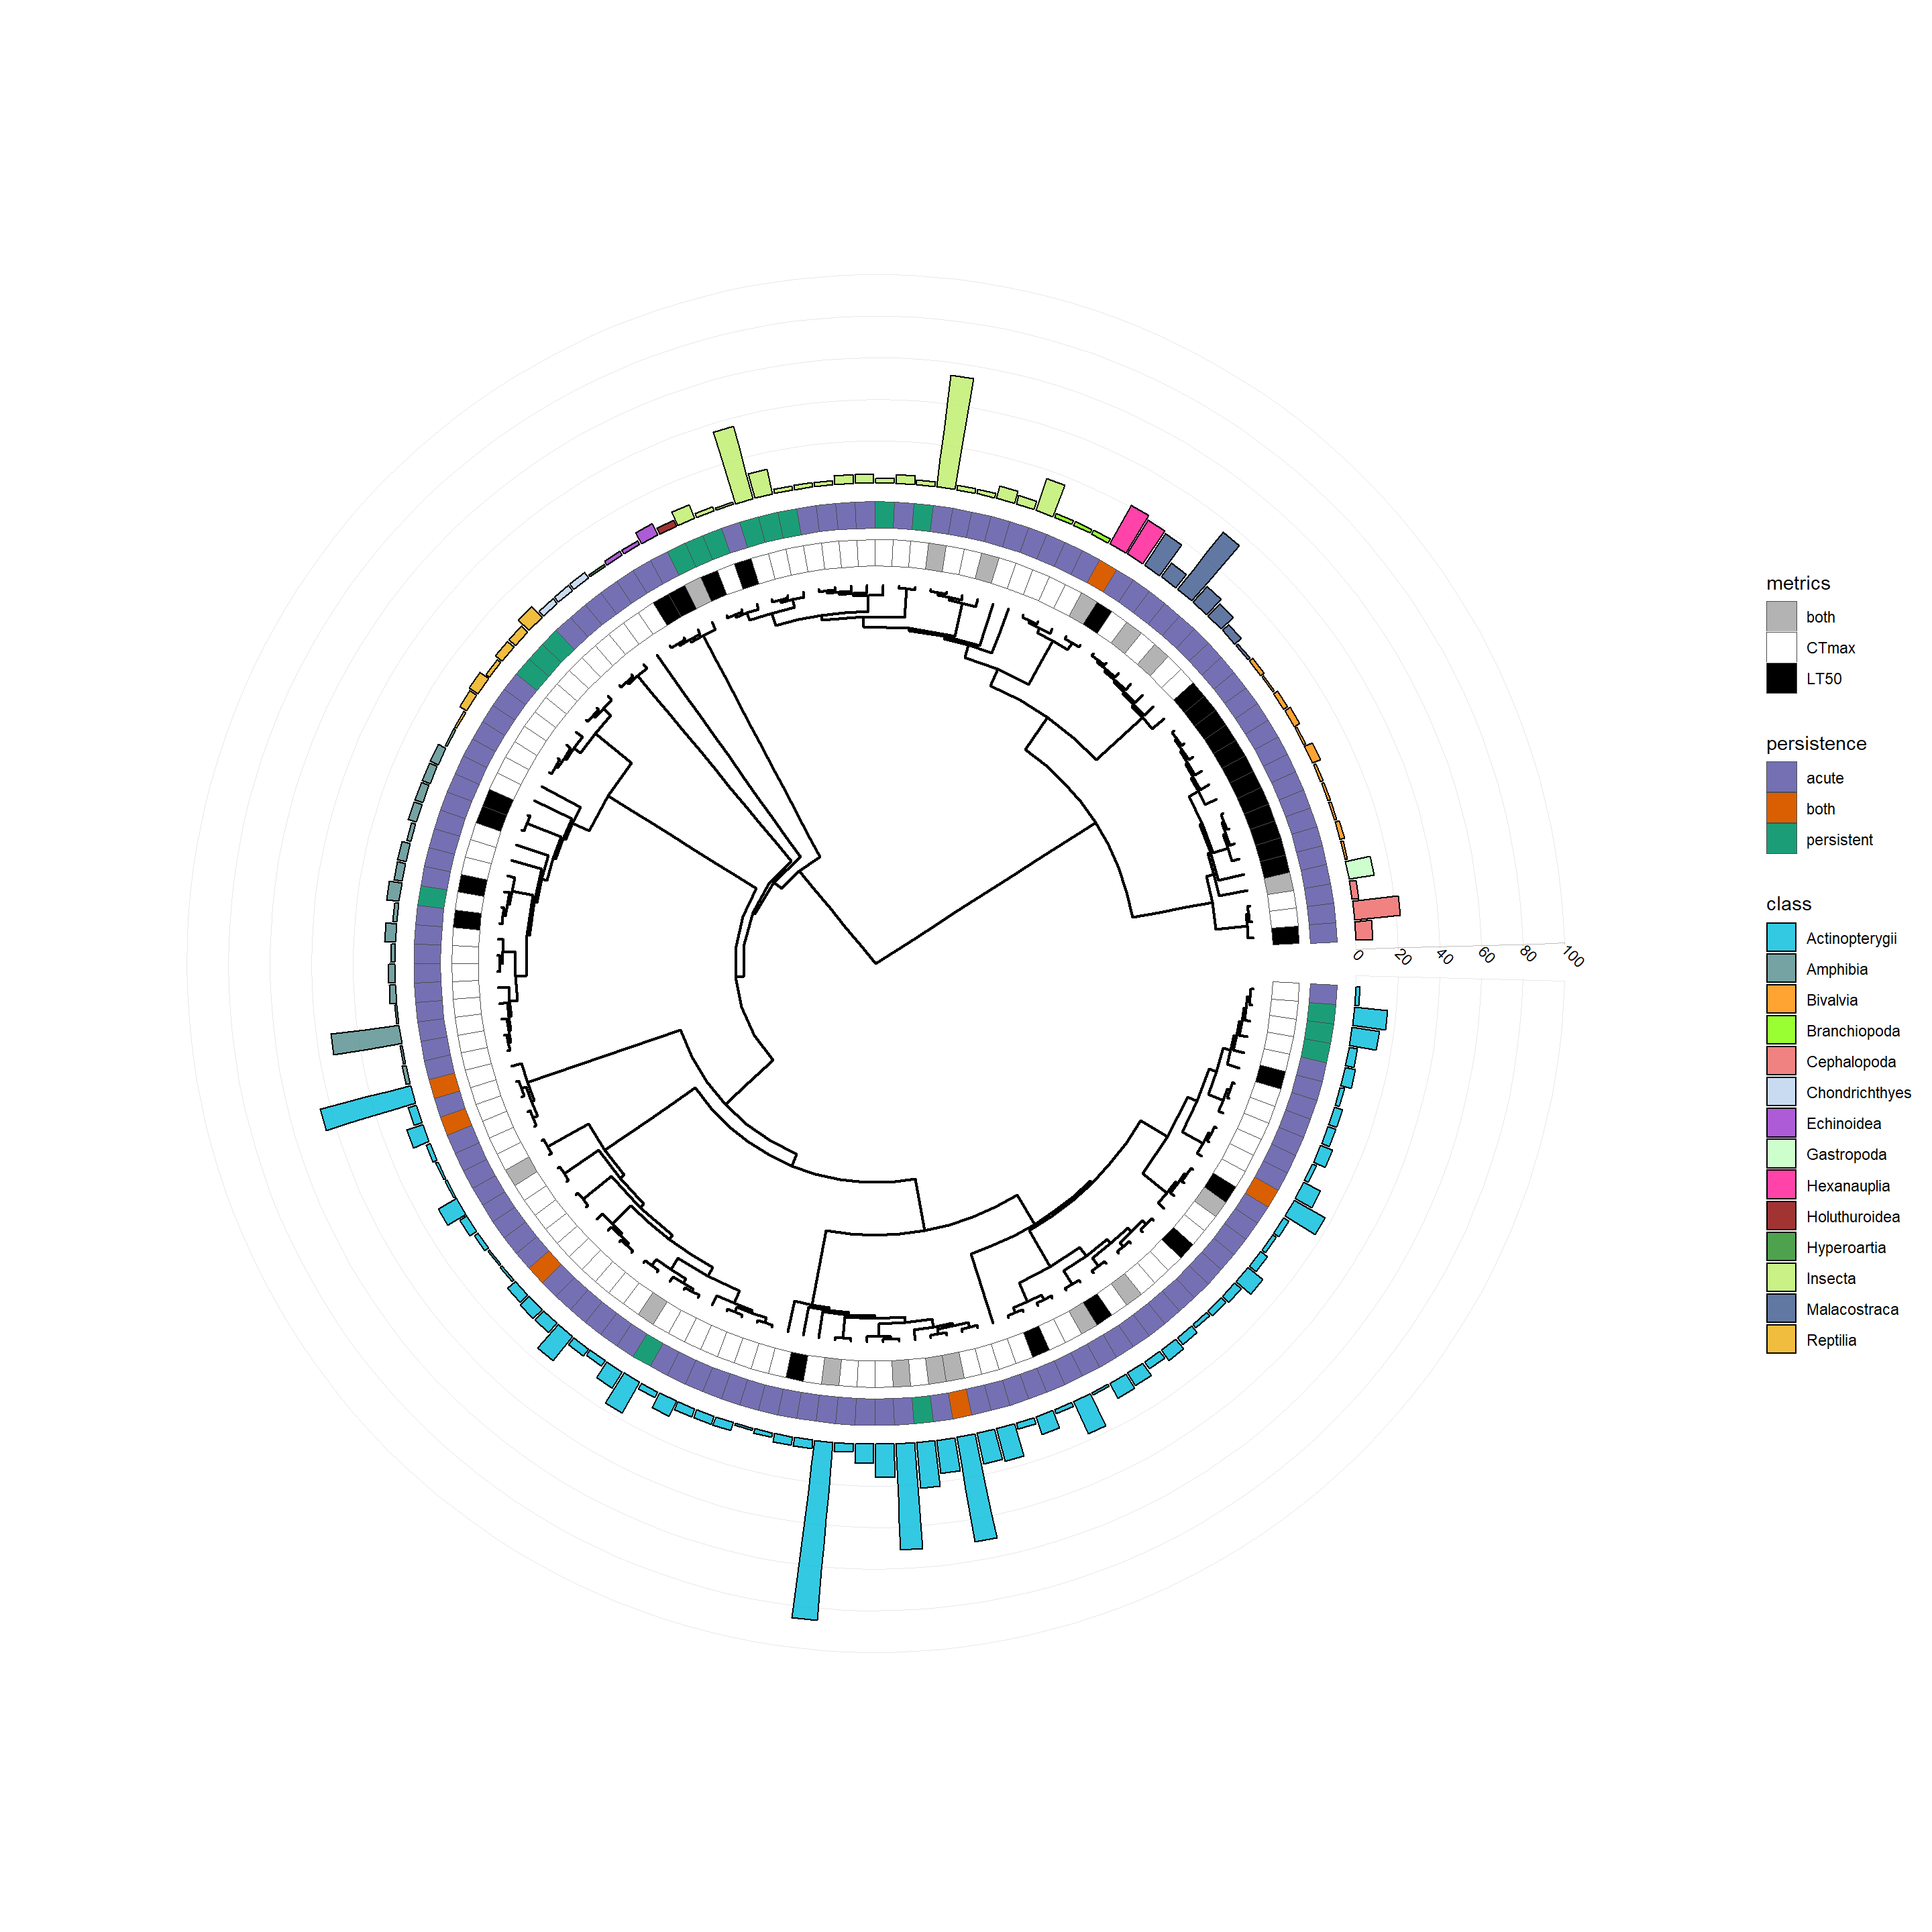 metrics
both
CTmax
LT50
persistence
acute
both
persistent
class
Actinopterygii
Amphibia
Bivalvia
Branchiopoda
Cephalopoda
Chondrichthyes
Echinoidea
Gastropoda
Hexanauplia
Holuthuroidea
Hyperoartia
Insecta
Malacostraca
Reptilia
0 20 40 60 80 100